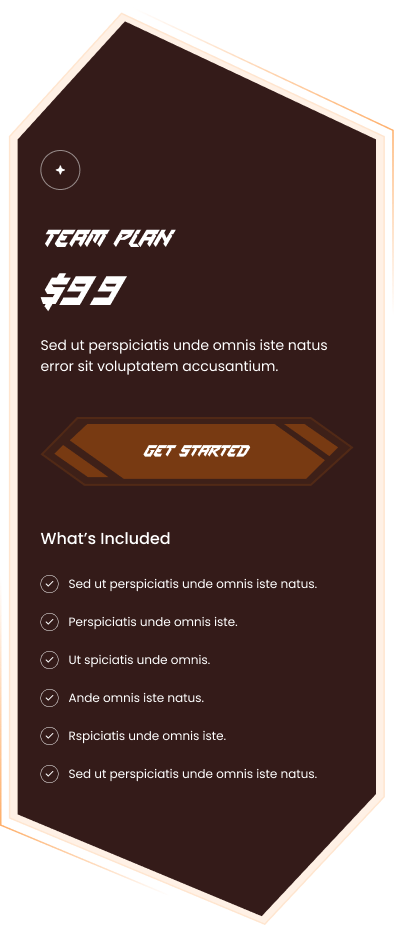 TEAM PLAN
$99
Sed ut perspiciatis unde omnis iste natus
error sit voluptatem accusantium.
GET STARTED
What’s Included
Sed ut perspiciatis unde omnis iste natus.
Perspiciatis unde omnis iste.
Ut spiciatis unde omnis.
Ande omnis iste natus.
Rspiciatis unde omnis iste.
Sed ut perspiciatis unde omnis iste natus.